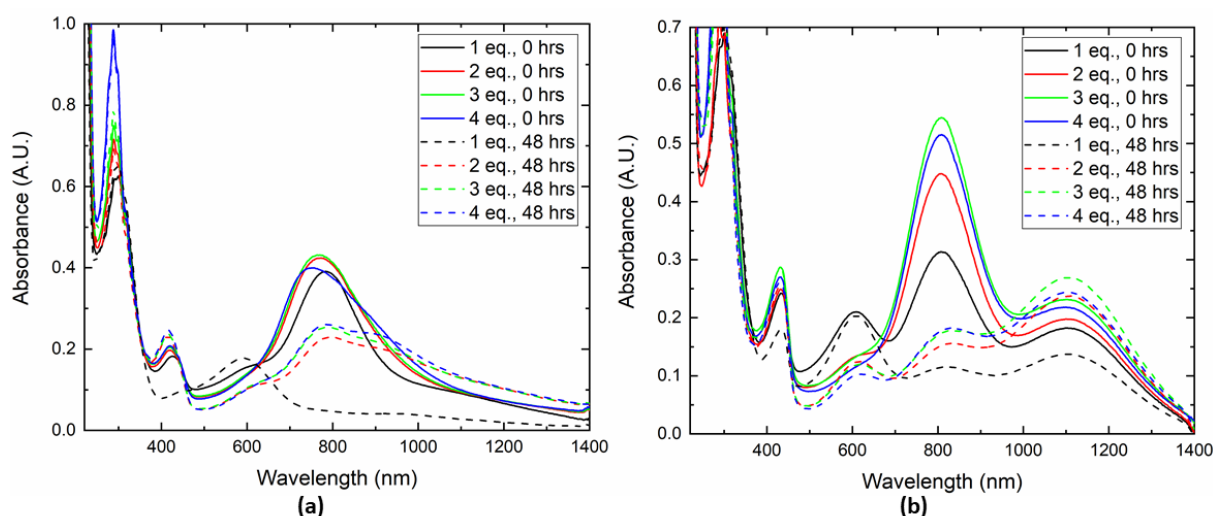 1.0
0.8
0.6
0.4
0.2
0.0
Absorbance (A.U.)
400 600 800 1000 1200 1400
Wavelength (nm)
(a)
1 eq., 0 hrs
2 eq., 0 hrs
3 eq., 0 hrs
4 eq., 0 hrs
1 eq., 48 hrs
2 eq., 48 hrs
3 eq., 48 hrs
4 eq., 48 hrs
0.7
0.6
0.5
0.4
0.3
0.2
0.1
0.0
Absorbance (A.U.)
400 600 800 1000 1200 1400
Wavelength (nm)
(b)
1 eq., 0 hrs
2 eq., 0 hrs
3 eq., 0 hrs
4 eq., 0 hrs
1 eq., 48 hrs
2 eq., 48 hrs
3 eq., 48 hrs
4 eq., 48 hrs